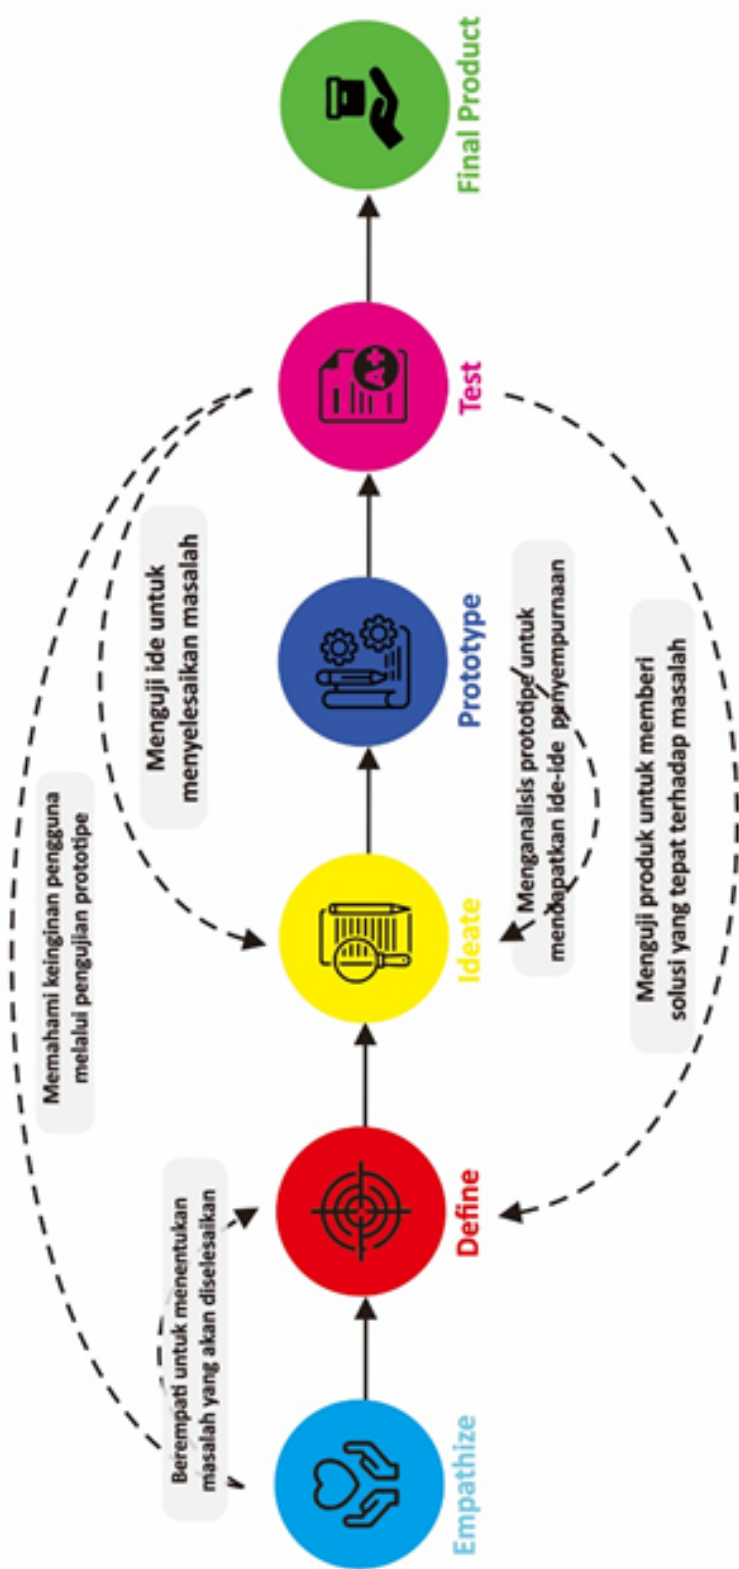 Memahami keinginan pengguna
melalui pengujian prototipe
Berempati untuk menentukan
masalah yang akan diselesaikan
Menguji ide untuk
menyelesaikan masalah
A+
Empathize
Define
Ideate
Prototype
Test
Final Product
Menganalisis prototipe untuk
mendapatkan ide-ide penyempurnaan
Menguji produk untuk memberi
solusi yang tepat terhadap masalah